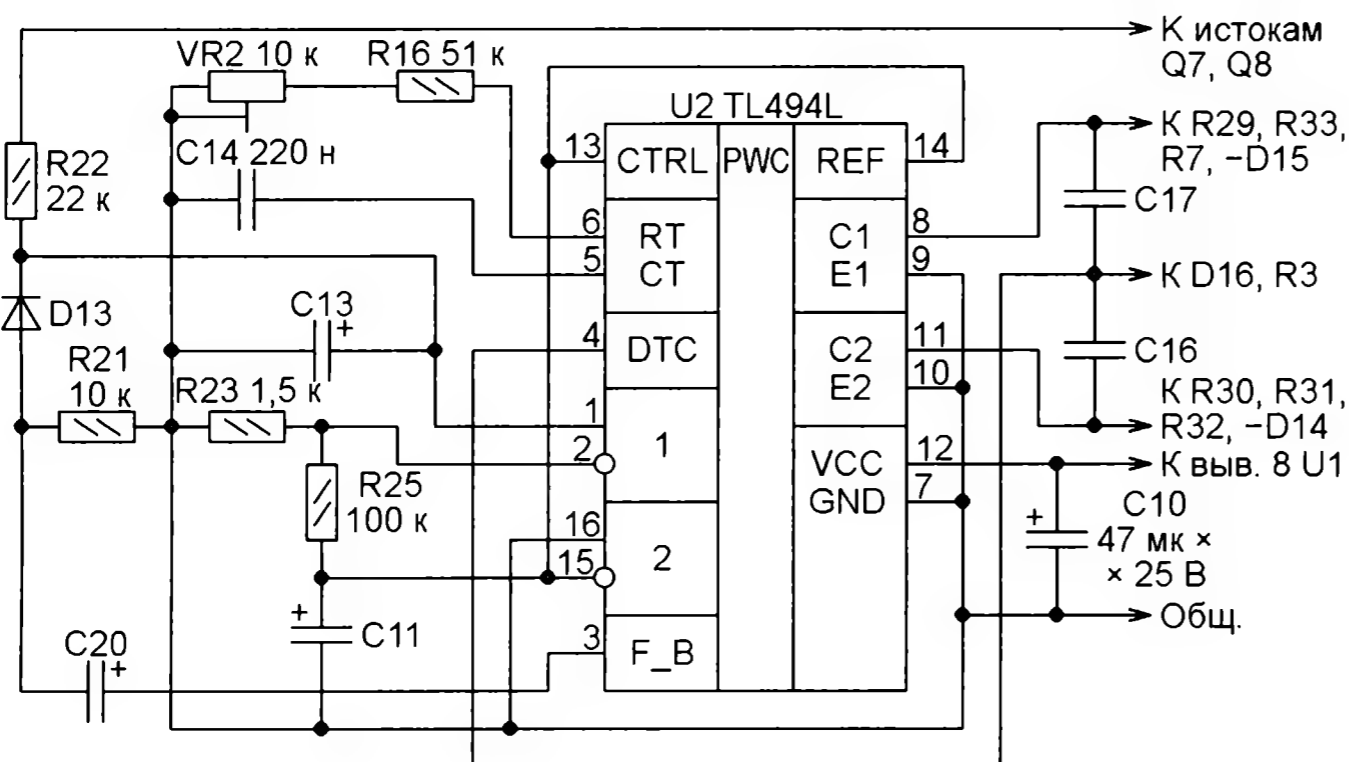 К истокам
Q7, Q8
VR2 10 к
R16 51 к
U2 TL494L
К R29, R33,
R7, −D15
R22
22 к
C14 220 н
13
CTRL
PWC
REF
14
C17
6
RT
C1
8
5
CT
E1
9
К D16, R3
D13
C13
+
4
DTC
C2
11
E2
10
C16
R21
10 к
R23 1,5 к
К R30, R31,
R32, −D14
1
1
2
VCC
12
К выв. 8 U1
GND
7
R25
100 к
C10
+
47 мк ×
× 25 В
16
2
15
+
C11
Общ.
C20
+
3
F_B